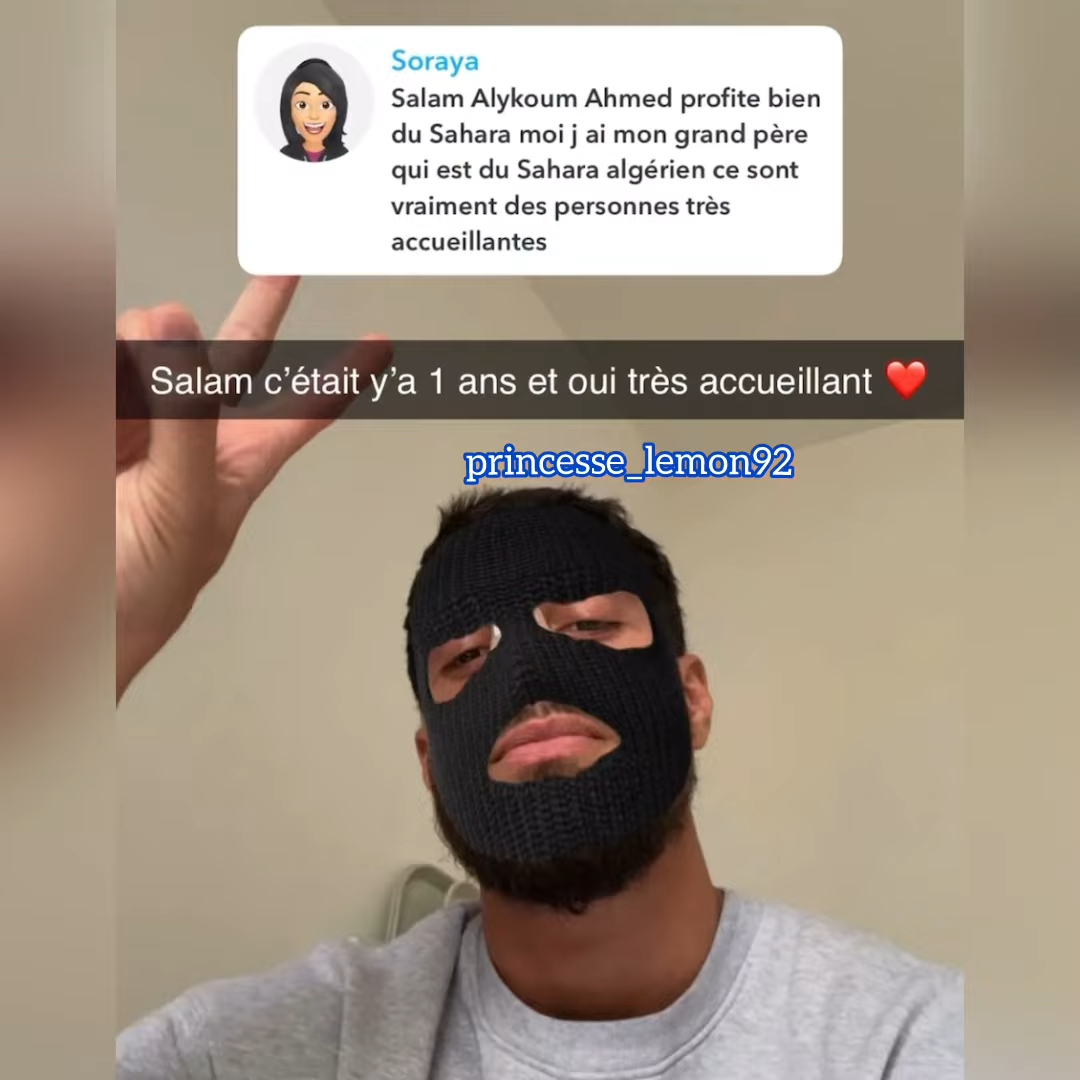 Soraya
Salam Alykoum Ahmed profite bien
du Sahara moi j ai mon grand père
qui est du Sahara algérien ce sont
vraiment des personnes très
accueillantes
Salam c’était y’a 1 ans et oui très accueillant ❤️
princesse_lemon92